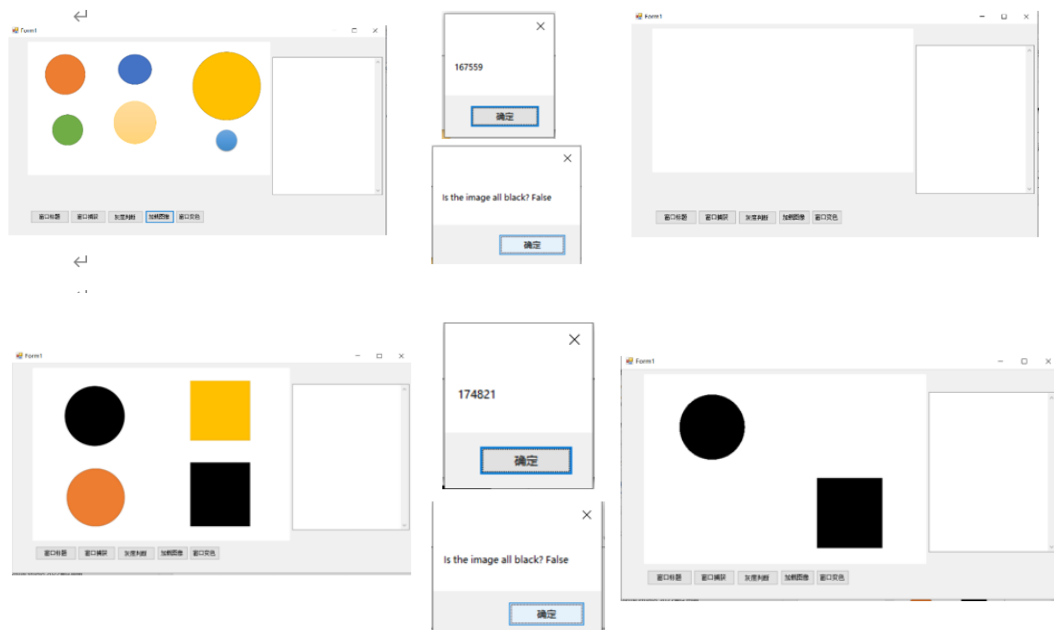 Form1
窗口标题 窗口捕获 灰度判断 加载图像 窗口变色
167559
确定
Is the image all black? False
确定
Form1
窗口标题 窗口捕获 灰度判断 加载图像 窗口变色
Form1
窗口标题 窗口捕获 灰度判断 加载图像 窗口变色
174821
确定
Is the image all black? False
确定
Form1
窗口标题 窗口捕获 灰度判断 加载图像 窗口变色